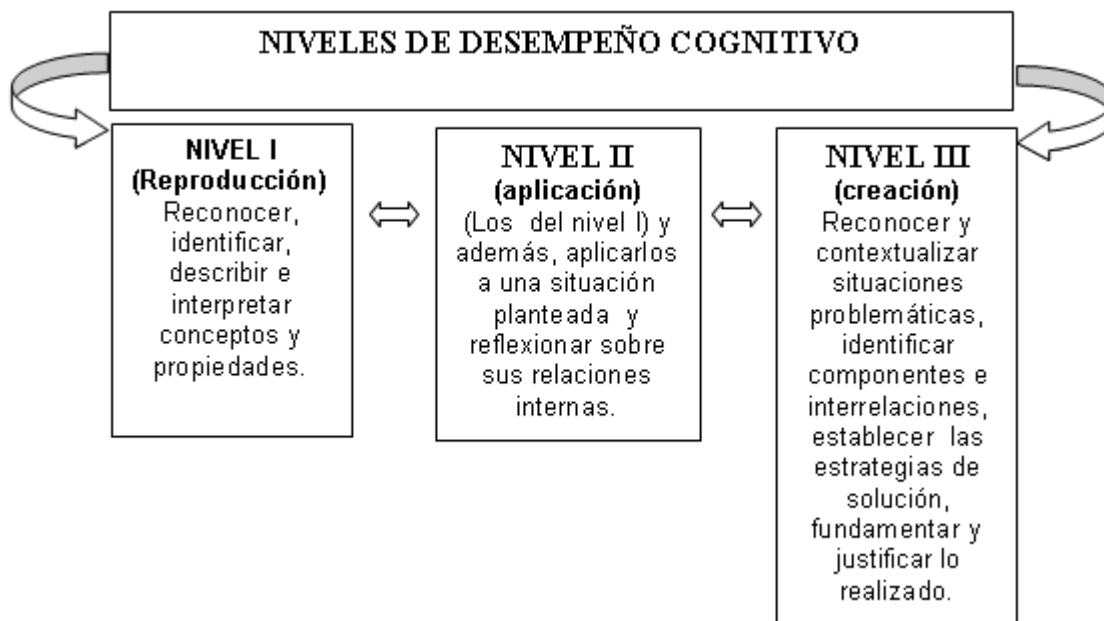 NIVELES DE DESEMPEÑO COGNITIVO
NIVEL I
(Reproducción)
Reconocer,
identificar,
describir e
interpretar
conceptos y
propiedades.
NIVEL II
(aplicación)
(Los del nivel I) y
además, aplicarlos
a una situación
planteada y
reflexionar sobre
sus relaciones
internas.
NIVEL III
(creación)
Reconocer y
contextualizar
situaciones
problemáticas,
identificar
componentes e
interrelaciones,
establecer las
estrategias de
solución,
fundamentar y
justificar lo
realizado.